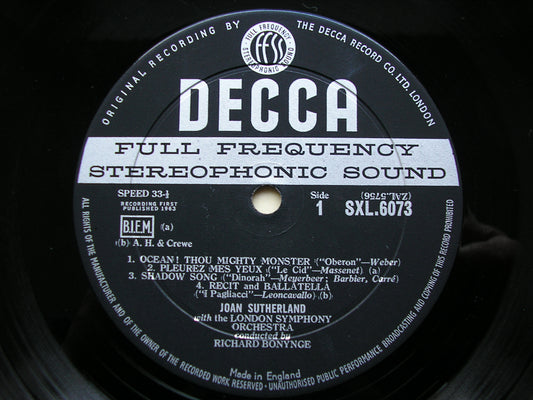 ORIGINAL RECORDING BY THE DECCA RECORD CO. LTD. LONDON
FULL FREQUENCY
ffss
STEREOPHONIC SOUND
DECCA
FULL FREQUENCY
STEREOPHONIC SOUND
SPEED 33⅓
Side
(ZAL.5756)
RECORDING FIRST
PUBLISHED 1963
1
SXL.6073
B.I.E.M. (a)
(b) A. H. & Crewe
1. OCEAN! THOU MIGHTY MONSTER ("Oberon"—Weber)
2. PLEUREZ MES YEUX ("Le Cid"—Massenet) (a)
3. SHADOW SONG ("Dinorah"—Meyerbeer; Barbier, Carré)
4. RECIT and BALLATELLA
("I Pagliacci"—Leoncavallo) (b)
JOAN SUTHERLAND
with the LONDON SYMPHONY
ORCHESTRA
conducted by
RICHARD BONYNGE
Made in England
ALL RIGHTS OF THE MANUFACTURER AND OF THE OWNER OF THE RECORDED WORK RESERVED - UNAUTHORISED PUBLIC PERFORMANCE BROADCASTING AND COPYING OF THIS RECORD PROHIBITED